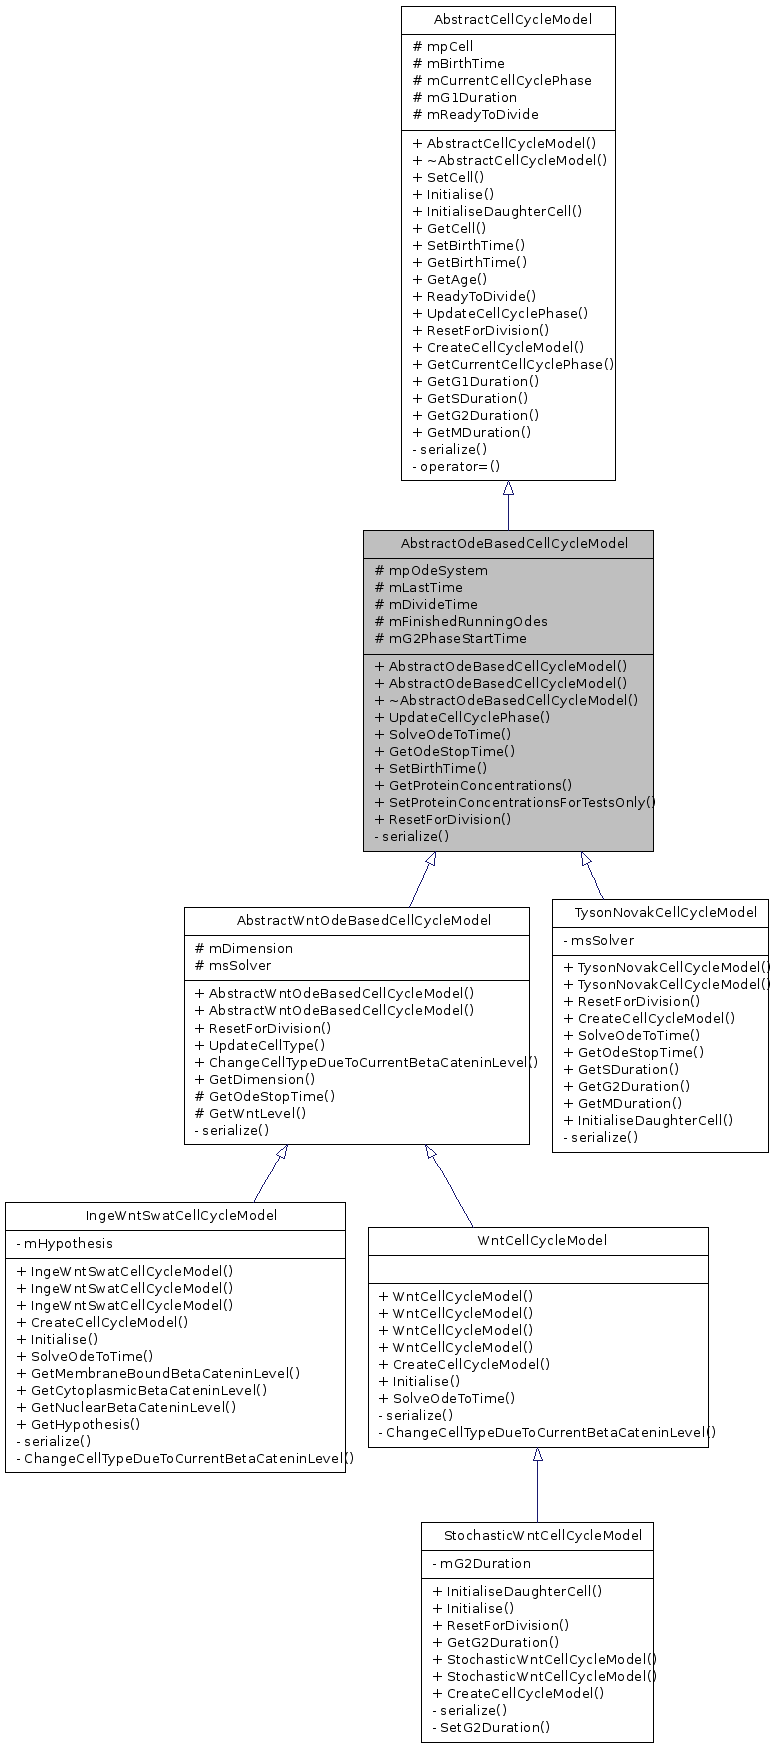 AbstractCellCycleModel
# mpCell
# mBirthTime
# mCurrentCellCyclePhase
# mG1Duration
# mReadyToDivide
+ AbstractCellCycleModel()
+ ~AbstractCellCycleModel()
+ SetCell()
+ Initialise()
+ InitialiseDaughterCell()
+ GetCell()
+ SetBirthTime()
+ GetBirthTime()
+ GetAge()
+ ReadyToDivide()
+ UpdateCellCyclePhase()
+ ResetForDivision()
+ CreateCellCycleModel()
+ GetCurrentCellCyclePhase()
+ GetG1Duration()
+ GetSDuration()
+ GetG2Duration()
+ GetMDuration()
- serialize()
- operator=()
AbstractOdeBasedCellCycleModel
# mpOdeSystem
# mLastTime
# mDivideTime
# mFinishedRunningOdes
# mG2PhaseStartTime
+ AbstractOdeBasedCellCycleModel()
+ AbstractOdeBasedCellCycleModel()
+ ~AbstractOdeBasedCellCycleModel()
+ UpdateCellCyclePhase()
+ SolveOdeToTime()
+ GetOdeStopTime()
+ SetBirthTime()
+ GetProteinConcentrations()
+ SetProteinConcentrationsForTestsOnly()
+ ResetForDivision()
- serialize()
AbstractWntOdeBasedCellCycleModel
# mDimension
# msSolver
+ AbstractWntOdeBasedCellCycleModel()
+ AbstractWntOdeBasedCellCycleModel()
+ ResetForDivision()
+ UpdateCellType()
+ ChangeCellTypeDueToCurrentBetaCateninLevel()
+ GetDimension()
# GetOdeStopTime()
# GetWntLevel()
- serialize()
TysonNovakCellCycleModel
- msSolver
+ TysonNovakCellCycleModel()
+ TysonNovakCellCycleModel()
+ ResetForDivision()
+ CreateCellCycleModel()
+ SolveOdeToTime()
+ GetOdeStopTime()
+ GetSDuration()
+ GetG2Duration()
+ GetMDuration()
+ InitialiseDaughterCell()
- serialize()
IngeWntSwatCellCycleModel
- mHypothesis
+ IngeWntSwatCellCycleModel()
+ IngeWntSwatCellCycleModel()
+ IngeWntSwatCellCycleModel()
+ CreateCellCycleModel()
+ Initialise()
+ SolveOdeToTime()
+ GetMembraneBoundBetaCateninLevel()
+ GetCytoplasmicBetaCateninLevel()
+ GetNuclearBetaCateninLevel()
+ GetHypothesis()
- serialize()
- ChangeCellTypeDueToCurrentBetaCateninLevel()
WntCellCycleModel
+ WntCellCycleModel()
+ WntCellCycleModel()
+ WntCellCycleModel()
+ WntCellCycleModel()
+ CreateCellCycleModel()
+ Initialise()
+ SolveOdeToTime()
- serialize()
- ChangeCellTypeDueToCurrentBetaCateninLevel()
StochasticWntCellCycleModel
- mG2Duration
+ InitialiseDaughterCell()
+ Initialise()
+ ResetForDivision()
+ GetG2Duration()
+ StochasticWntCellCycleModel()
+ StochasticWntCellCycleModel()
+ CreateCellCycleModel()
- serialize()
- SetG2Duration()